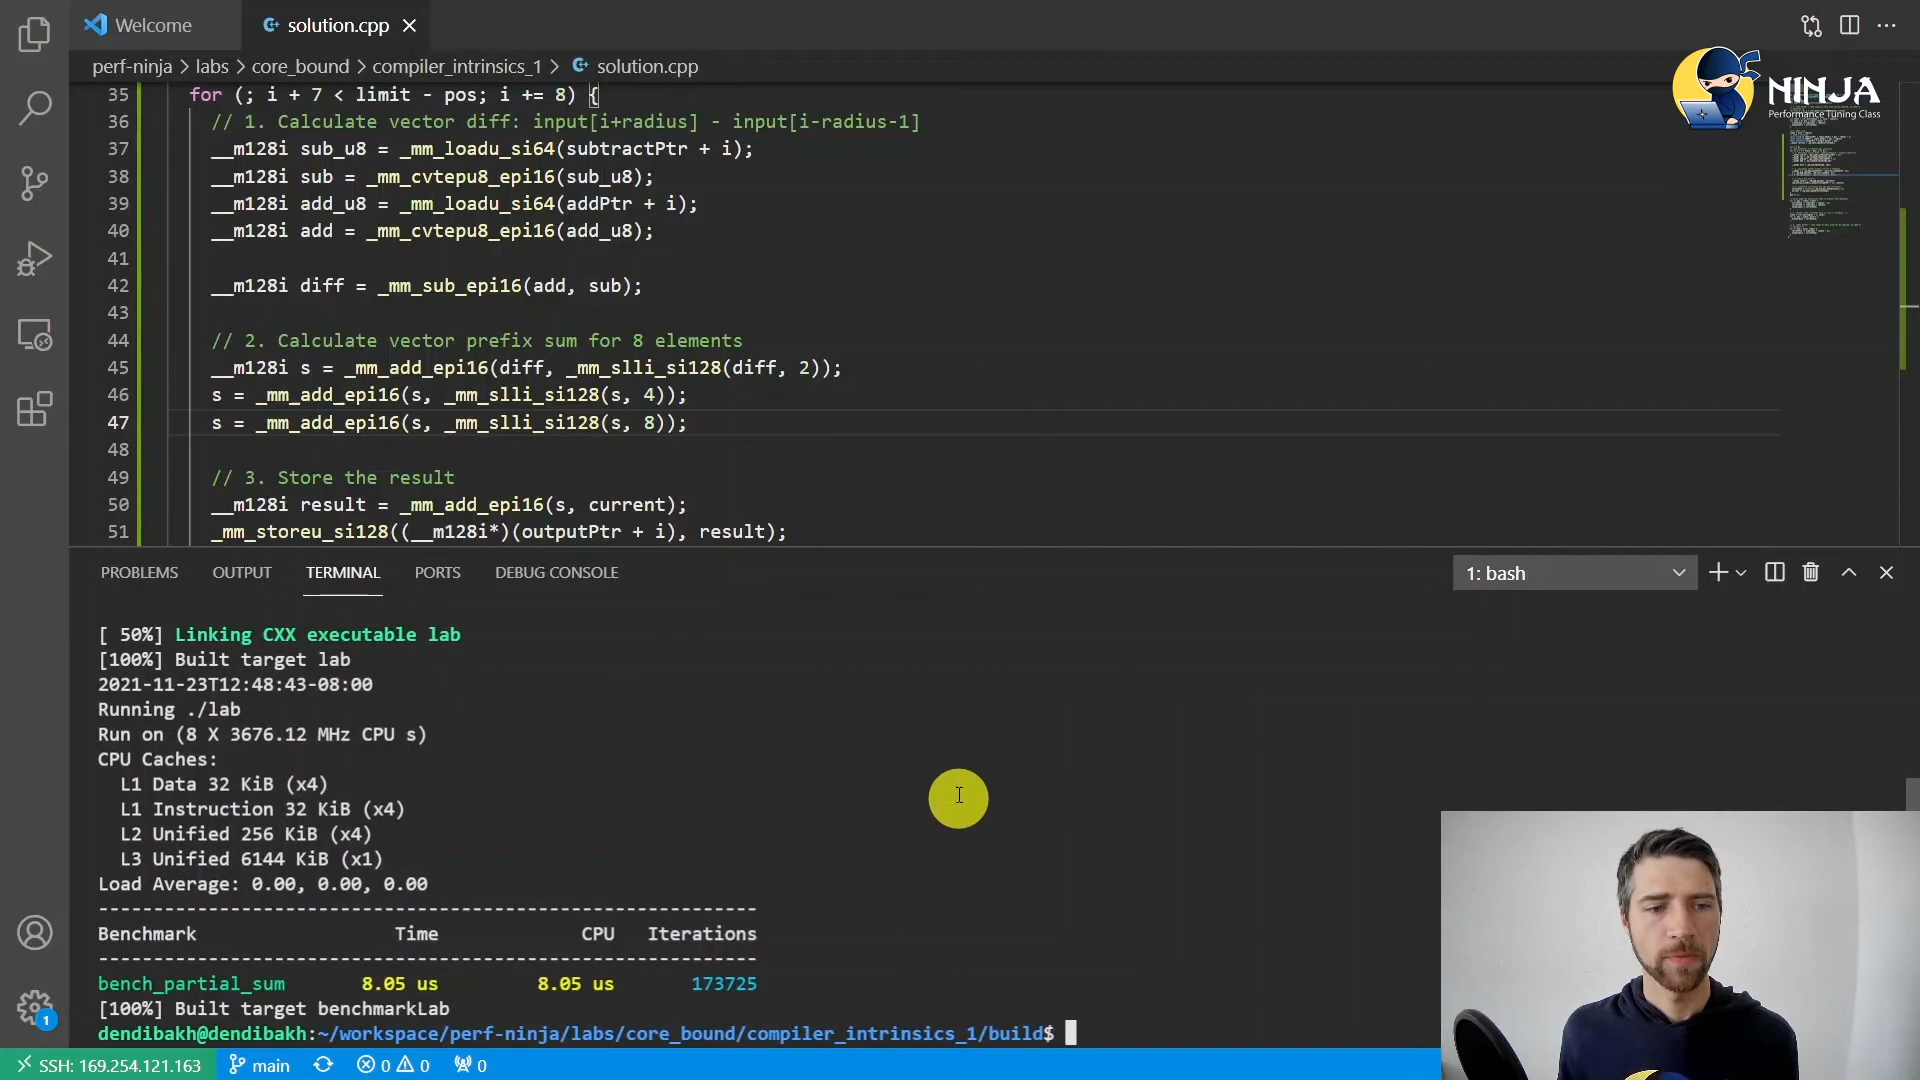 Welcome
solution.cpp
perf-ninja > labs > core_bound > compiler_intrinsics_1 > solution.cpp
NINJA
Performance Tuning Class
35 for (; i + 7 < limit - pos; i += 8) {
36 // 1. Calculate vector diff: input[i+radius] - input[i-radius-1]
37 __m128i sub_u8 = _mm_loadu_si64(subtractPtr + i);
38 __m128i sub = _mm_cvtepu8_epi16(sub_u8);
39 __m128i add_u8 = _mm_loadu_si64(addPtr + i);
40 __m128i add = _mm_cvtepu8_epi16(add_u8);
41
42 __m128i diff = _mm_sub_epi16(add, sub);
43
44 // 2. Calculate vector prefix sum for 8 elements
45 __m128i s = _mm_add_epi16(diff, _mm_slli_si128(diff, 2));
46 s = _mm_add_epi16(s, _mm_slli_si128(s, 4));
47 s = _mm_add_epi16(s, _mm_slli_si128(s, 8));
48
49 // 3. Store the result
50 __m128i result = _mm_add_epi16(s, current);
51 _mm_storeu_si128((__m128i*)(outputPtr + i), result);
PROBLEMS OUTPUT TERMINAL PORTS DEBUG CONSOLE 1: bash
[ 50%] Linking CXX executable lab
[100%] Built target lab
2021-11-23T12:48:43-08:00
Running ./lab
Run on (8 X 3676.12 MHz CPU s)
CPU Caches:
L1 Data 32 KiB (x4)
L1 Instruction 32 KiB (x4)
L2 Unified 256 KiB (x4)
L3 Unified 6144 KiB (x1)
Load Average: 0.00, 0.00, 0.00
------------------------------------------------------------
Benchmark Time CPU Iterations
------------------------------------------------------------
bench_partial_sum 8.05 us 8.05 us 173725
[100%] Built target benchmarkLab
dendibakh@dendibakh:~/workspace/perf-ninja/labs/core_bound/compiler_intrinsics_1/build$
1
SSH: 169.254.121.163 main 0 0 0